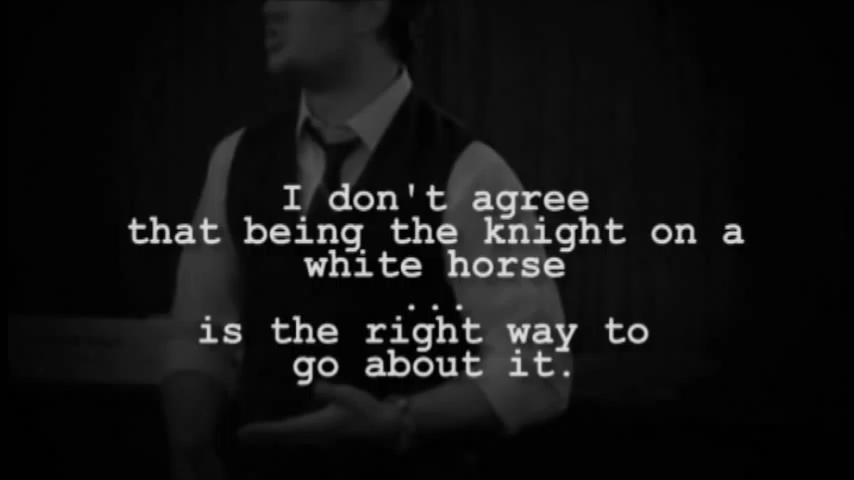 I don't agree
that being the knight on a
white horse
...
is the right way to
go about it.